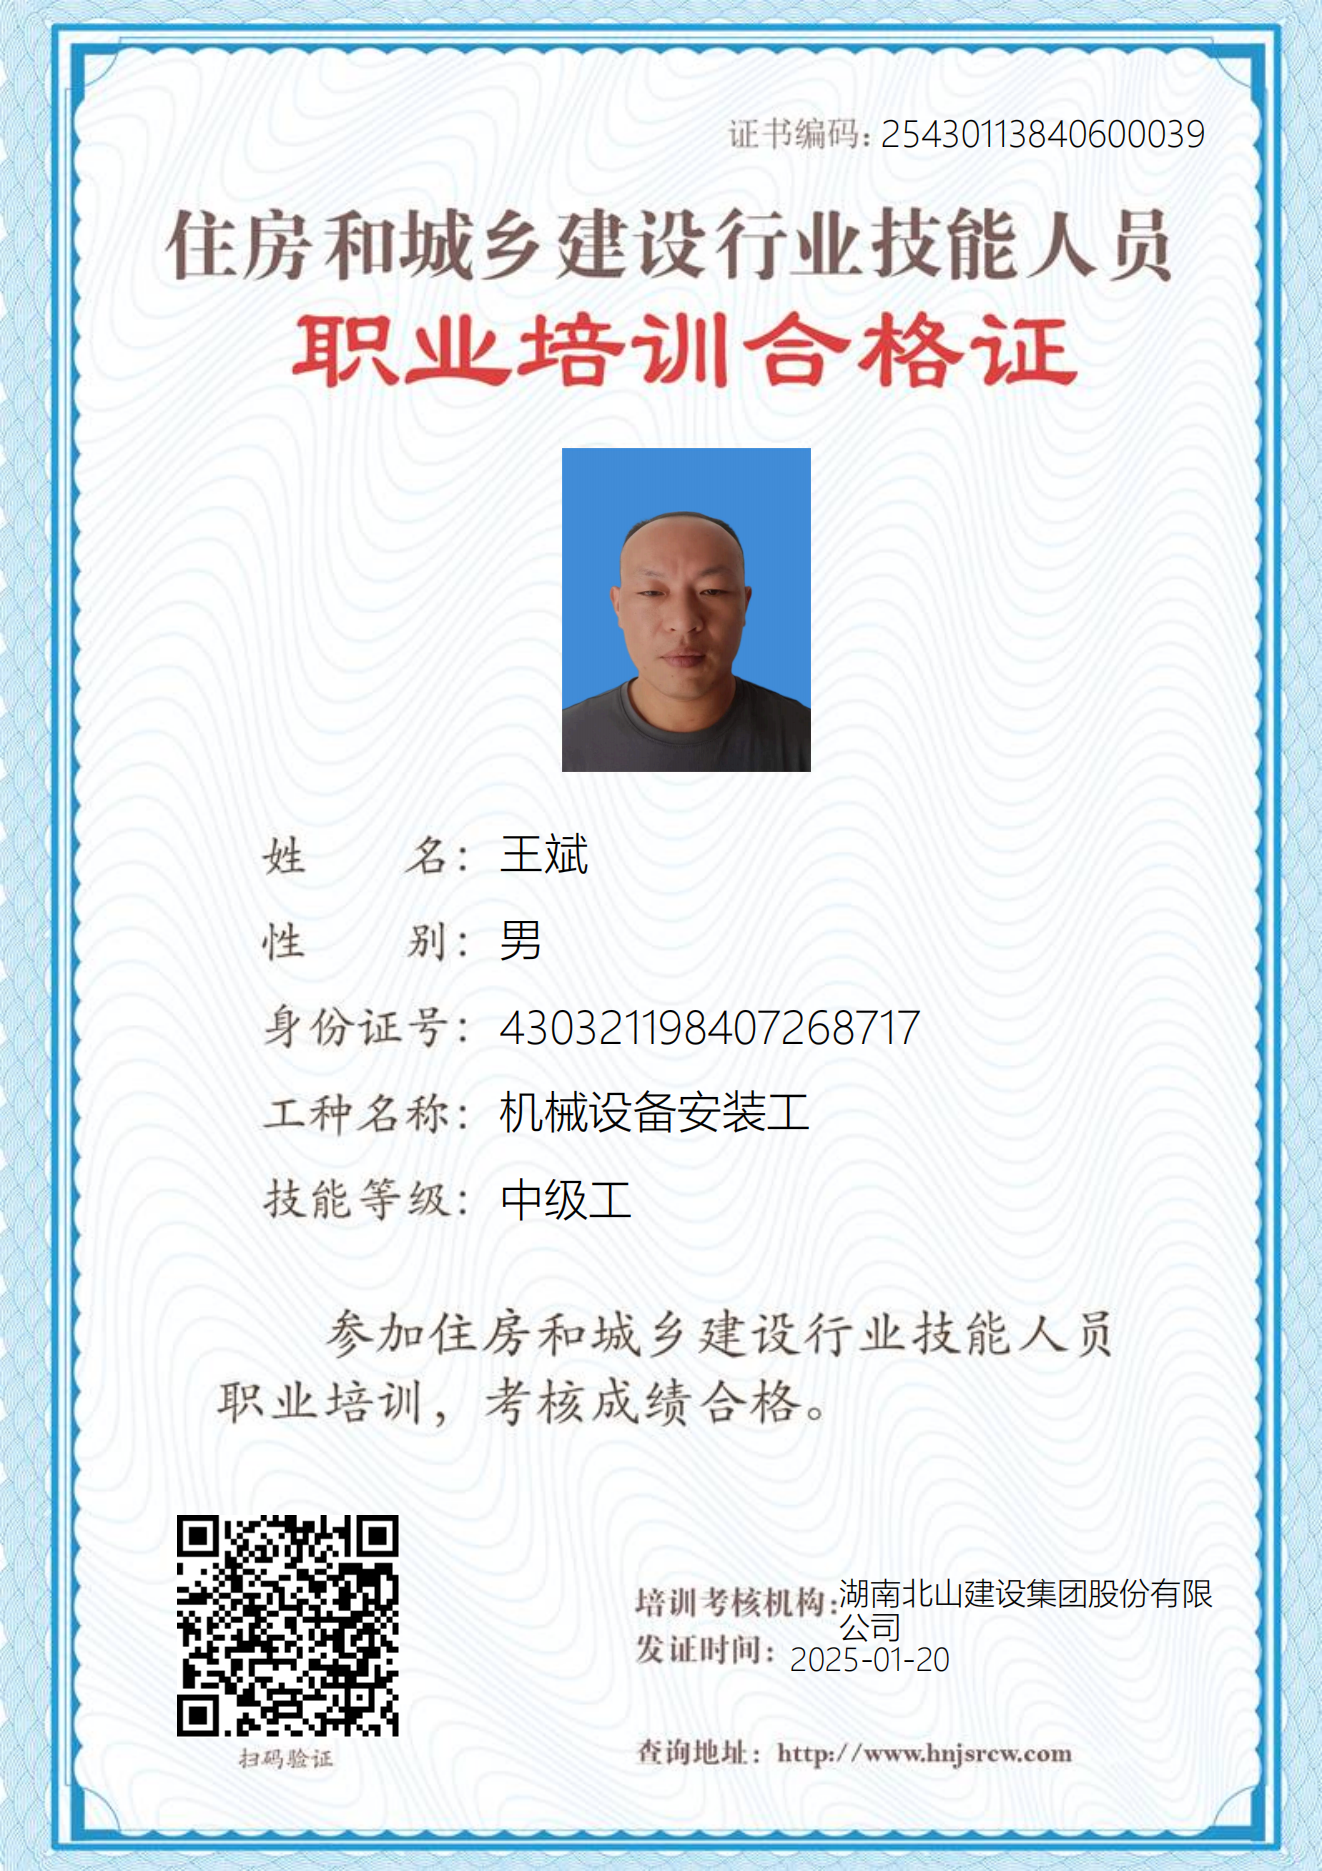 证书编码：25430113840600039
住房和城乡建设行业技能人员
职业培训合格证
姓名：王斌
性别：男
身份证号：430321198407268717
工种名称：机械设备安装工
技能等级：中级工
参加住房和城乡建设行业技能人员
职业培训，考核成绩合格。
培训考核机构：湖南北山建设集团股份有限
公司
发证时间：2025-01-20
扫码验证
查询地址：http://www.hnjsrcw.com